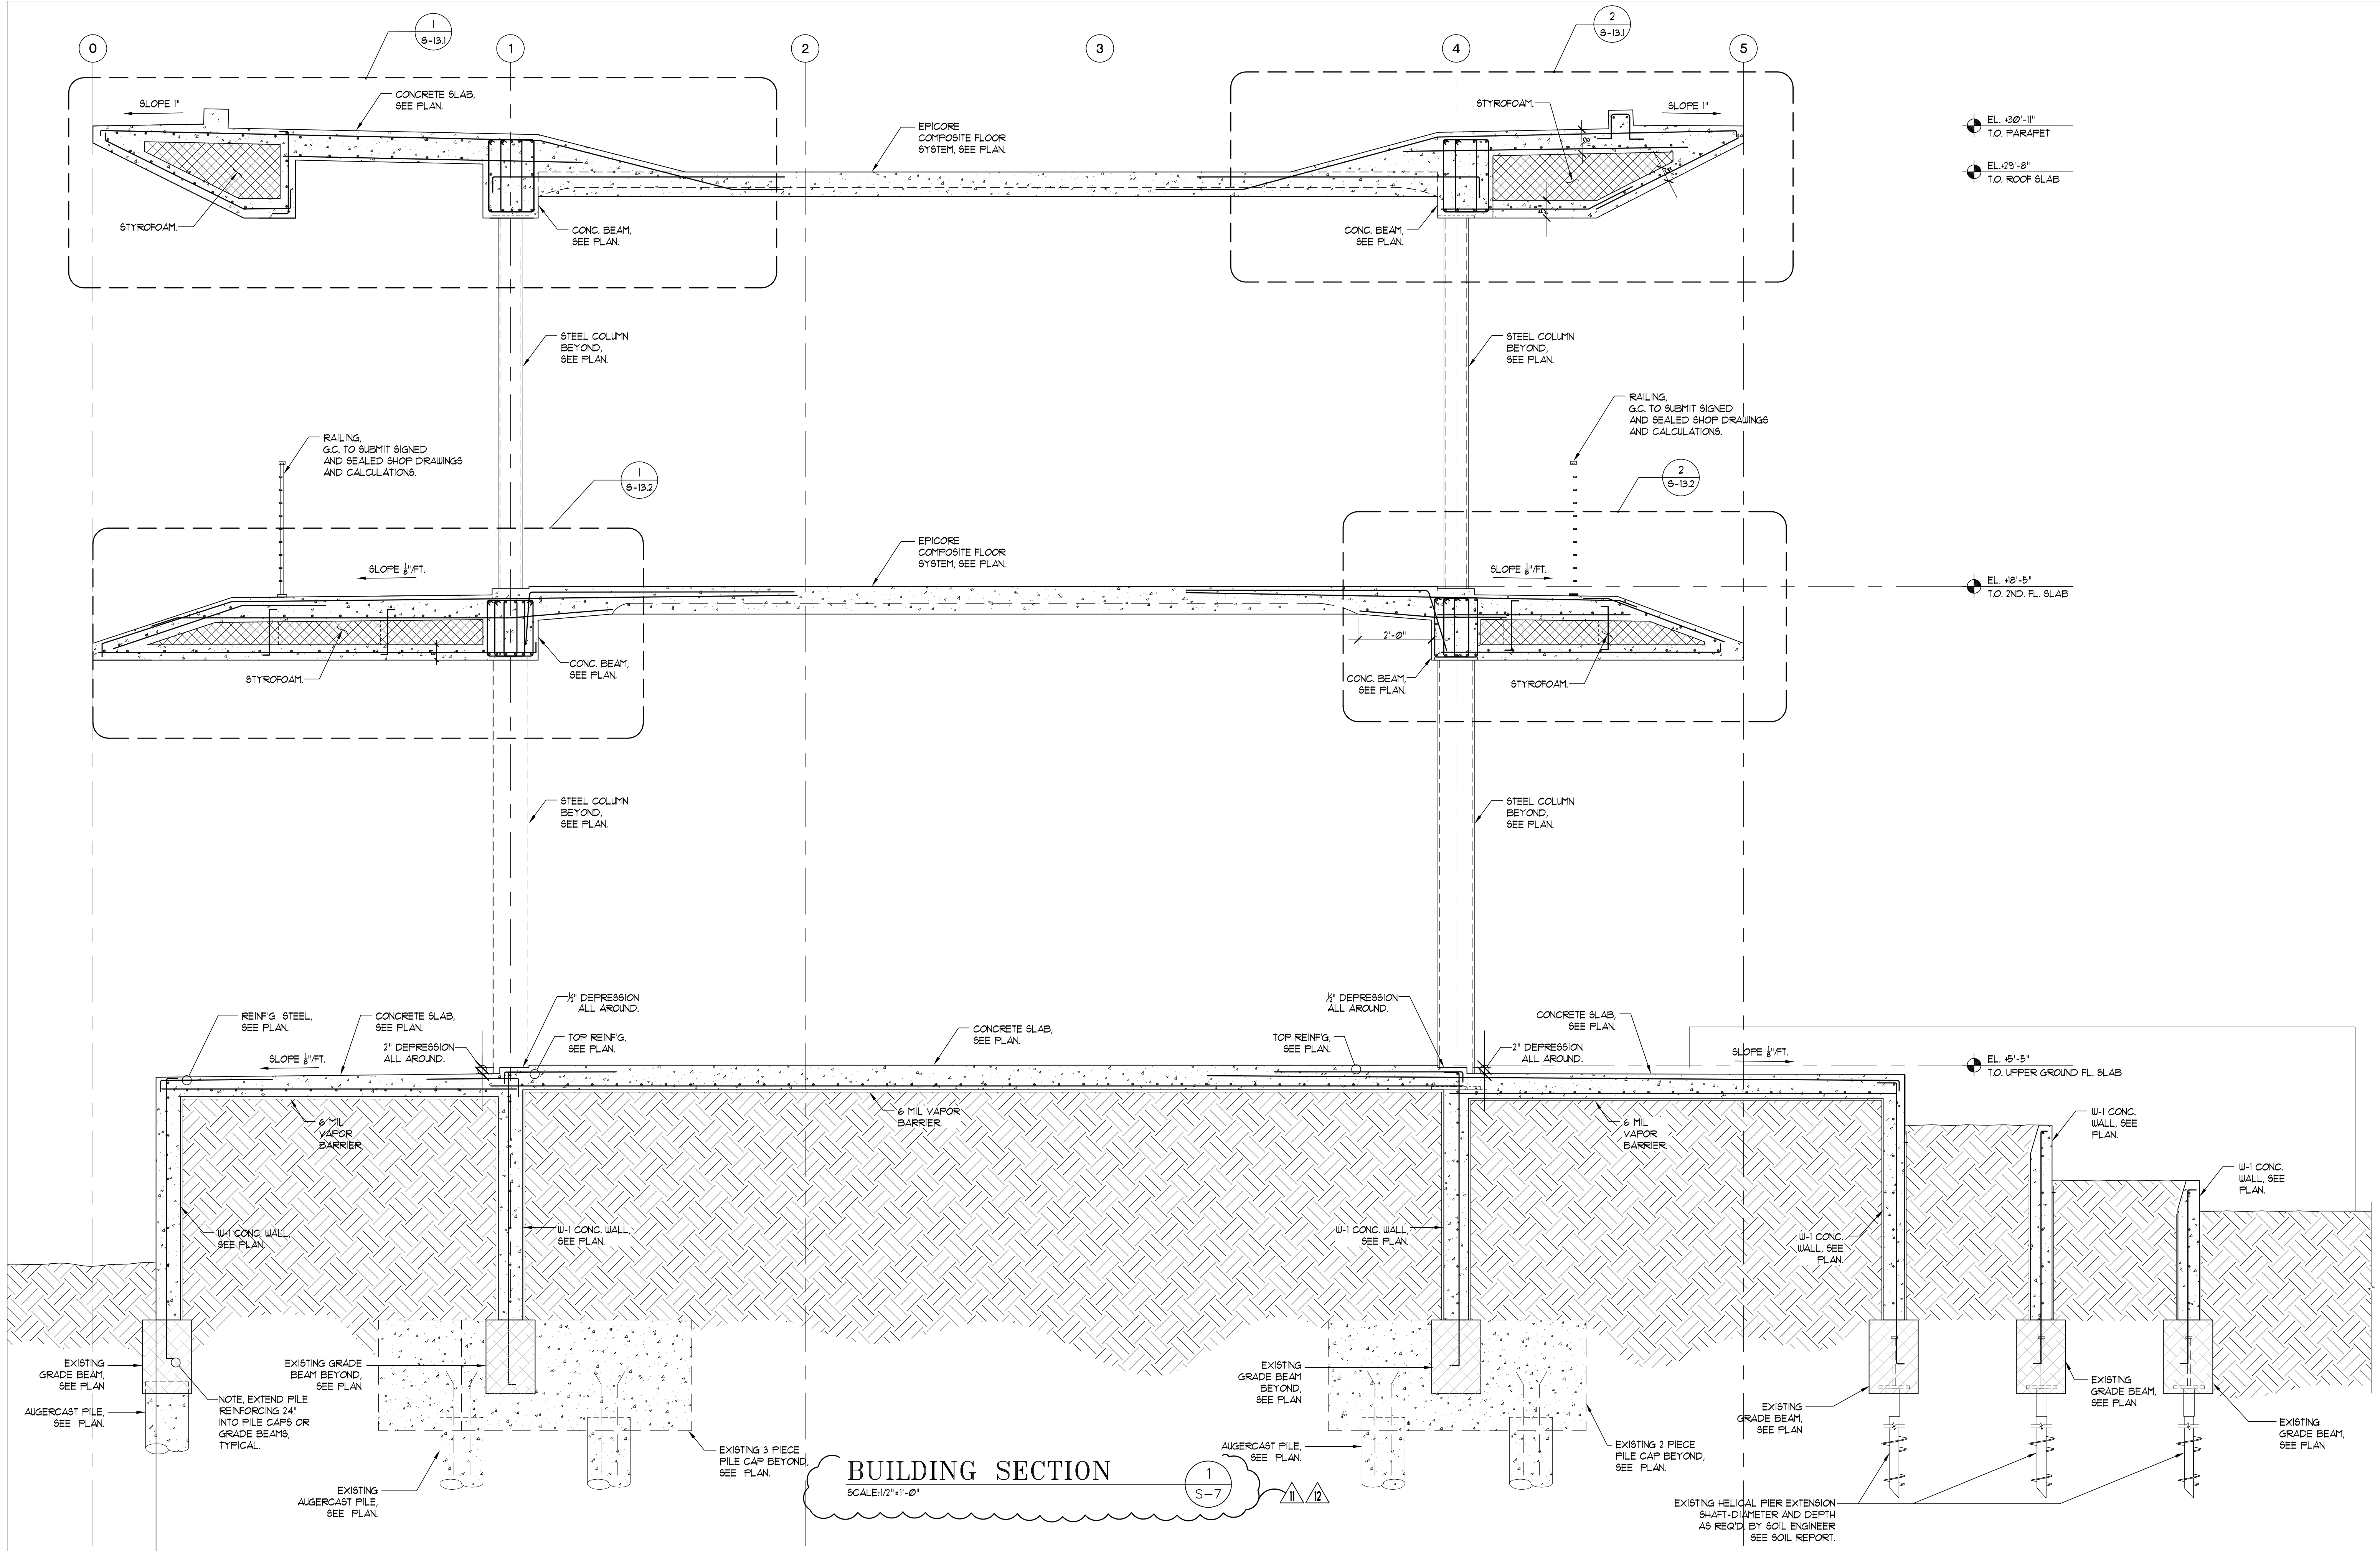 0
1
2
3
4
5
1
S-13.1
2
S-13.1
SLOPE 1"
CONCRETE SLAB,
SEE PLAN.
STYROFOAM.
EPICORE
COMPOSITE FLOOR
SYSTEM, SEE PLAN.
CONC. BEAM,
SEE PLAN.
CONC. BEAM,
SEE PLAN.
STYROFOAM.
SLOPE 1"
EL. +30'-11"
T.O. PARAPET
EL.+29'-8"
T.O. ROOF SLAB
STEEL COLUMN
BEYOND,
SEE PLAN.
STEEL COLUMN
BEYOND,
SEE PLAN.
RAILING,
G.C. TO SUBMIT SIGNED
AND SEALED SHOP DRAWINGS
AND CALCULATIONS.
RAILING,
G.C. TO SUBMIT SIGNED
AND SEALED SHOP DRAWINGS
AND CALCULATIONS.
1
S-13.2
2
S-13.2
SLOPE ⅛"/FT.
EPICORE
COMPOSITE FLOOR
SYSTEM, SEE PLAN.
SLOPE ⅛"/FT.
EL. +18'-5"
T.O. 2ND. FL. SLAB
2'-0"
STYROFOAM.
CONC. BEAM,
SEE PLAN.
CONC. BEAM,
SEE PLAN.
STYROFOAM.
STEEL COLUMN
BEYOND,
SEE PLAN.
STEEL COLUMN
BEYOND,
SEE PLAN.
REINF'G STEEL,
SEE PLAN.
CONCRETE SLAB,
SEE PLAN.
½" DEPRESSION
ALL AROUND.
TOP REINF'G,
SEE PLAN.
2" DEPRESSION
ALL AROUND.
SLOPE ⅛"/FT.
CONCRETE SLAB,
SEE PLAN.
½" DEPRESSION
ALL AROUND.
TOP REINF'G,
SEE PLAN.
CONCRETE SLAB,
SEE PLAN.
2" DEPRESSION
ALL AROUND.
SLOPE ⅛"/FT.
EL. +5'-5"
T.O. UPPER GROUND FL. SLAB
6 MIL
VAPOR
BARRIER.
6 MIL VAPOR
BARRIER.
6 MIL
VAPOR
BARRIER.
W-1 CONC.
WALL, SEE
PLAN.
W-1 CONC.
WALL, SEE
PLAN.
W-1 CONC. WALL,
SEE PLAN.
W-1 CONC. WALL,
SEE PLAN.
W-1 CONC. WALL,
SEE PLAN.
W-1 CONC.
WALL, SEE
PLAN.
EXISTING
GRADE BEAM,
SEE PLAN
AUGERCAST PILE,
SEE PLAN.
NOTE, EXTEND PILE
REINFORCING 24"
INTO PILE CAPS OR
GRADE BEAMS,
TYPICAL.
EXISTING GRADE
BEAM BEYOND,
SEE PLAN
EXISTING
AUGERCAST PILE,
SEE PLAN.
EXISTING 3 PIECE
PILE CAP BEYOND,
SEE PLAN.
EXISTING
GRADE BEAM
BEYOND,
SEE PLAN
AUGERCAST PILE,
SEE PLAN.
EXISTING 2 PIECE
PILE CAP BEYOND,
SEE PLAN.
EXISTING
GRADE BEAM,
SEE PLAN
EXISTING
GRADE BEAM,
SEE PLAN
EXISTING
GRADE BEAM,
SEE PLAN
EXISTING HELICAL PIER EXTENSION
SHAFT-DIAMETER AND DEPTH
AS REQ'D. BY SOIL ENGINEER
SEE SOIL REPORT.
BUILDING SECTION
SCALE:1/2"=1'-0"
1
S-7
11
12